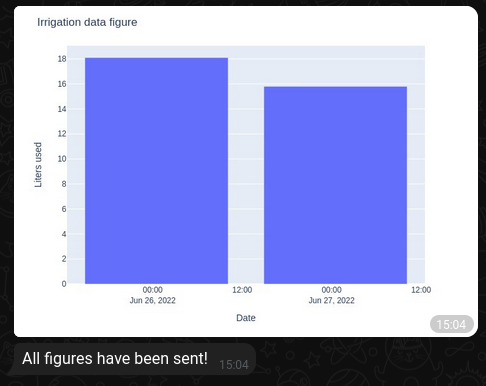 Irrigation data figure
18
16
14
12
10
8
6
4
2
0
Liters used
00:00 12:00 00:00 12:00
Jun 26, 2022 Jun 27, 2022
Date
15:04
All figures have been sent! 15:04